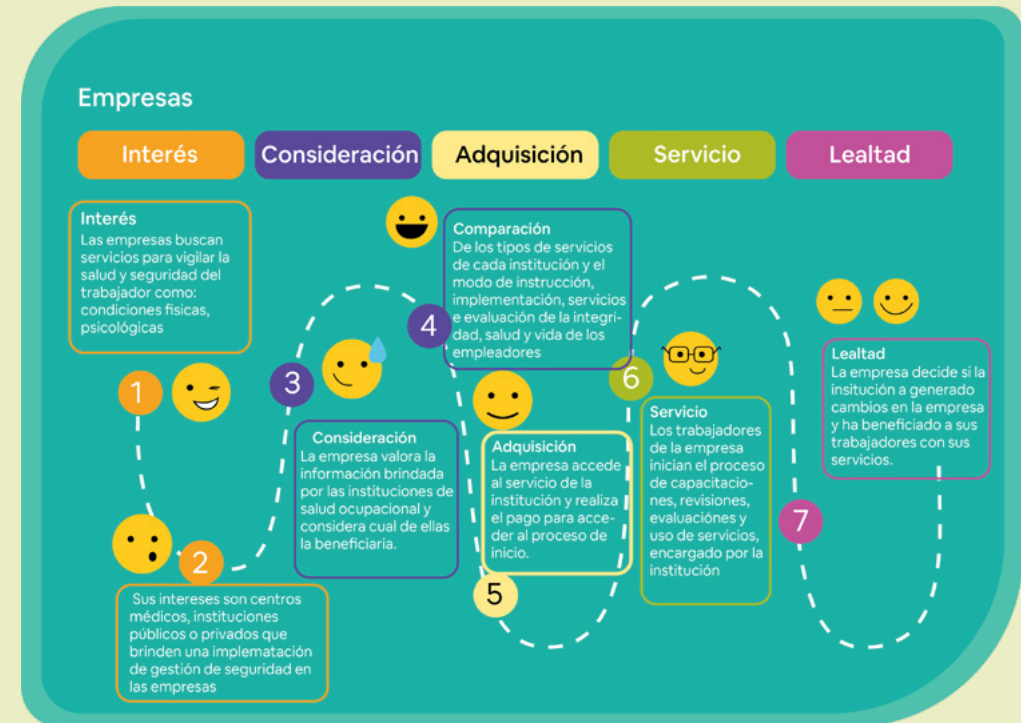 Empresas
Interés
Consideración
Adquisición
Servicio
Lealtad
Interés
Las empresas buscan
servicios para vigilar la
salud y seguridad del
trabajador como:
condiciones fisicas,
psicológicas
1
2
Sus intereses son centros
médicos, instituciones
públicos o privados que
brinden una implematación
de gestión de seguridad en
las empresas
3
Consideración
La empresa valora la
información brindada
por las instituciones de
salud ocupacional y
considera cual de ellas
la beneficiaria.
4
Comparación
De los tipos de servicios
de cada institución y el
modo de instrucción,
implementación, servicios
e evaluación de la integri-
dad, salud y vida de los
empleadores
Adquisición
La empresa accede
al servicio de la
institución y realiza
el pago para acce-
der al proceso de
inicio.
5
6
Servicio
Los trabajadores
de la empresa
inician el proceso
de capacitacio-
nes, revisiones,
evaluaciónes y
uso de servicios,
encargado por la
institución
7
Lealtad
La empresa decide si la
insitución a generado
cambios en la empresa
y ha beneficiado a sus
trabajadores con sus
servicios.